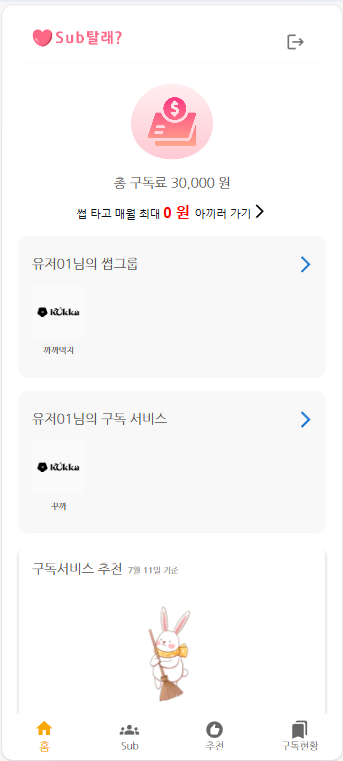 Sub탈래?
$
총 구독료 30,000 원
썹 타고 매월 최대 0 원 아끼러 가기
유저01님의 썹그룹
kukka
까까먹지
유저01님의 구독 서비스
kukka
꾸까
구독서비스 추천 7월 11일 기준
홈 Sub 추천 구독현황